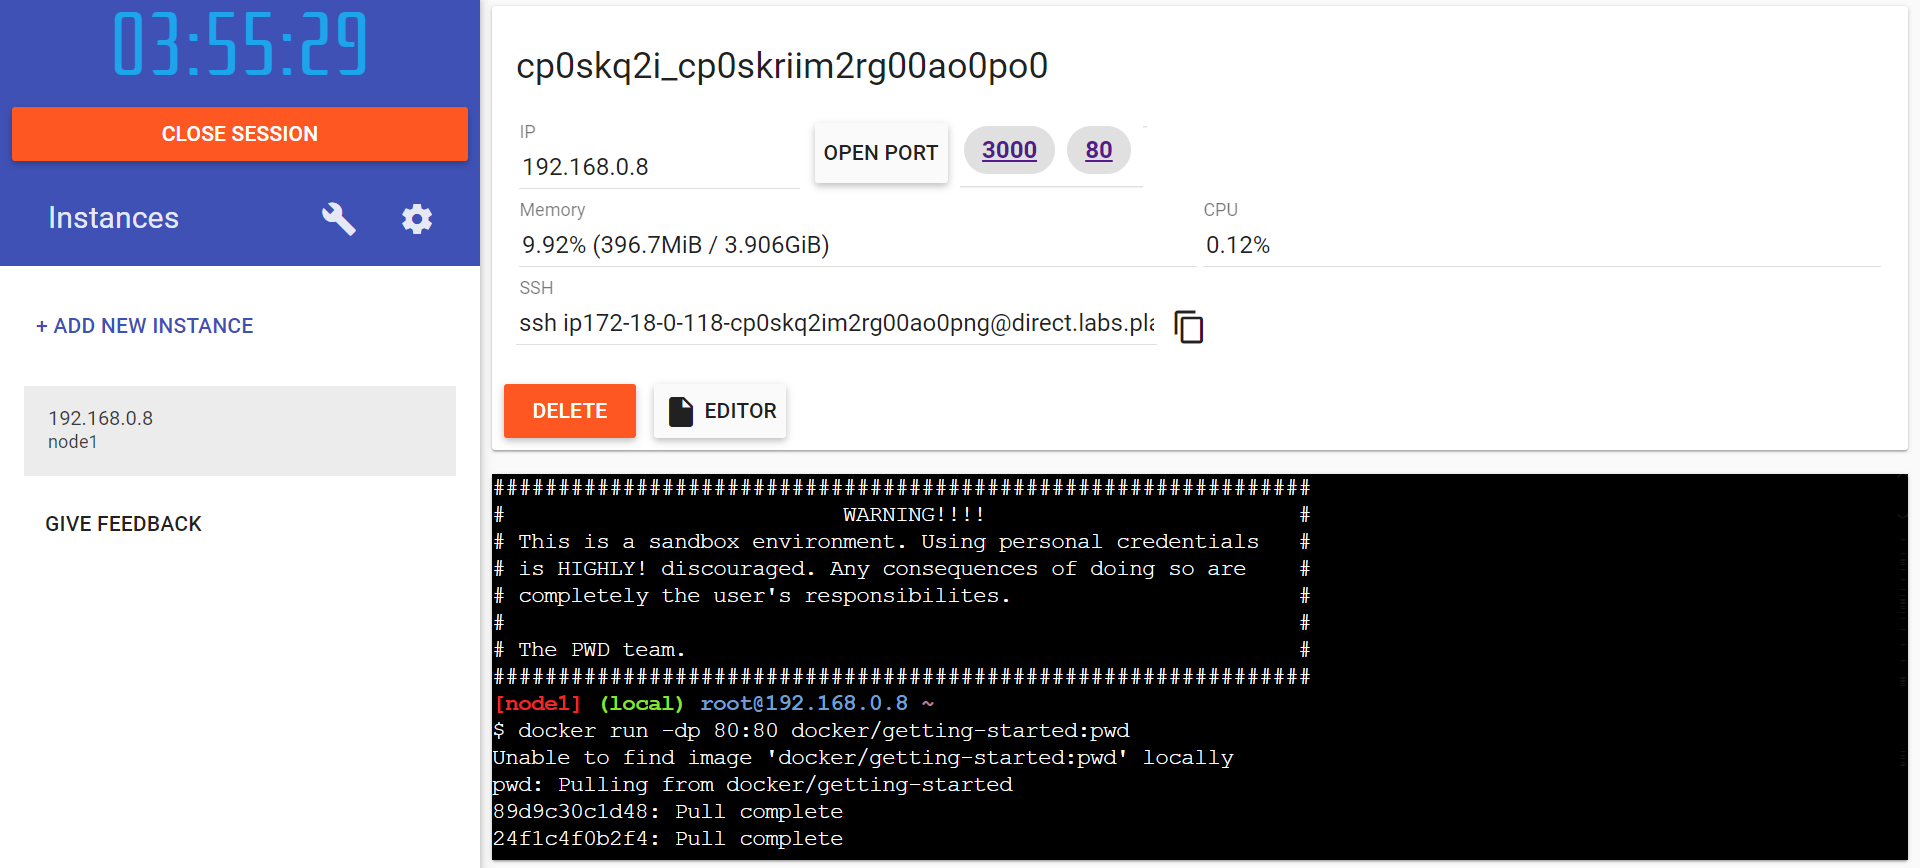 03:55:29
CLOSE SESSION
Instances
+ ADD NEW INSTANCE
192.168.0.8
node1
GIVE FEEDBACK
cp0skq2i_cp0skriim2rg00ao0po0
IP
192.168.0.8
OPEN PORT
3000
80
Memory
9.92% (396.7MiB / 3.906GiB)
CPU
0.12%
SSH
ssh ip172-18-0-118-cp0skq2im2rg00ao0png@direct.labs.pla
DELETE
EDITOR
###############################################################
# WARNING!!!! #
# This is a sandbox environment. Using personal credentials #
# is HIGHLY! discouraged. Any consequences of doing so are #
# completely the user's responsibilites. #
# #
# The PWD team. #
###############################################################
[node1] (local) root@192.168.0.8 ~
$ docker run -dp 80:80 docker/getting-started:pwd
Unable to find image 'docker/getting-started:pwd' locally
pwd: Pulling from docker/getting-started
89d9c30c1d48: Pull complete
24f1c4f0b2f4: Pull complete